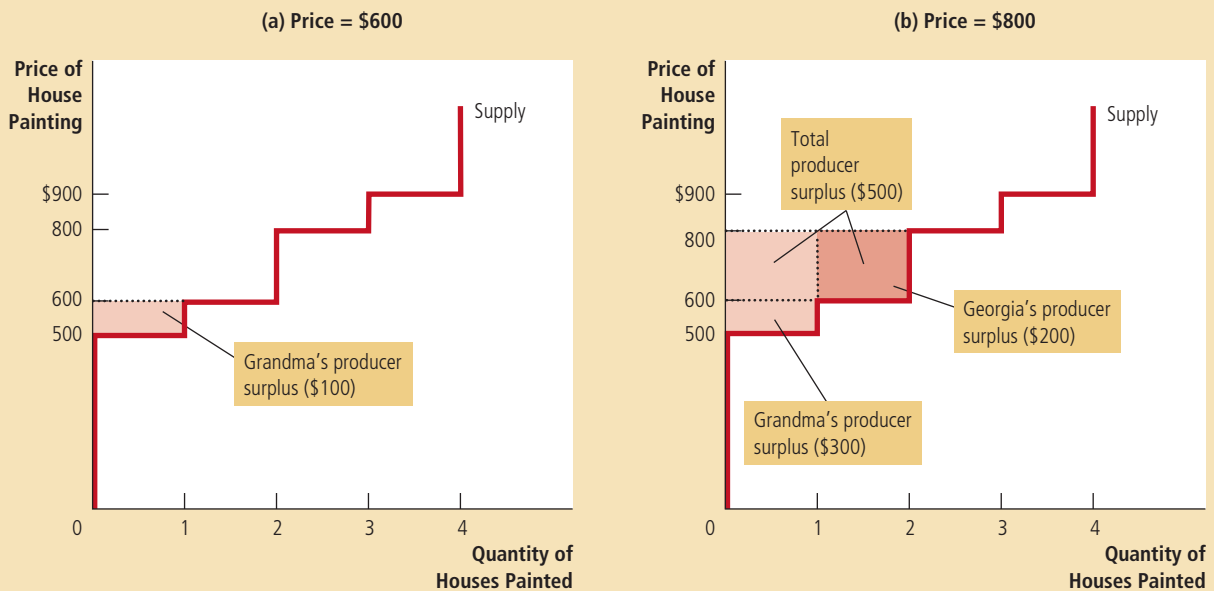 (a) Price = $600
Price of
House
Painting
Supply
$900
800
600
500
Grandma's producer
surplus ($100)
0
1
2
3
4
Quantity of
Houses Painted
(b) Price = $800
Price of
House
Painting
Supply
Total
producer
surplus ($500)
$900
800
600
500
Georgia's producer
surplus ($200)
Grandma's producer
surplus ($300)
0
1
2
3
4
Quantity of
Houses Painted